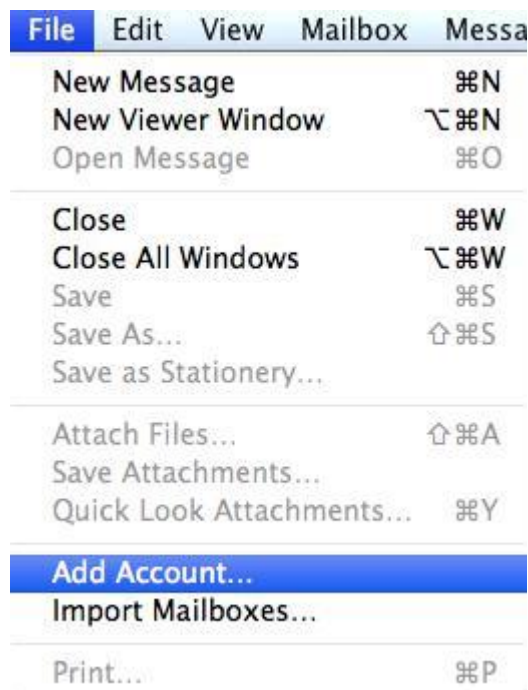 File Edit View Mailbox Messa
New Message ⌘N
New Viewer Window ⌥⌘N
Open Message ⌘O
Close ⌘W
Close All Windows ⌥⌘W
Save ⌘S
Save As... ⇧⌘S
Save as Stationery...
Attach Files... ⇧⌘A
Save Attachments...
Quick Look Attachments... ⌘Y
Add Account...
Import Mailboxes...
Print... ⌘P